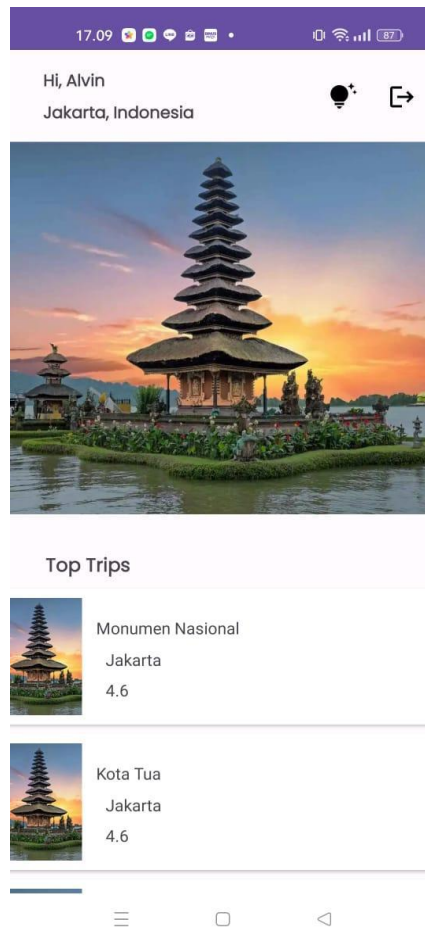 17.09
87
Hi, Alvin
Jakarta, Indonesia
Top Trips
Monumen Nasional
Jakarta
4.6
Kota Tua
Jakarta
4.6